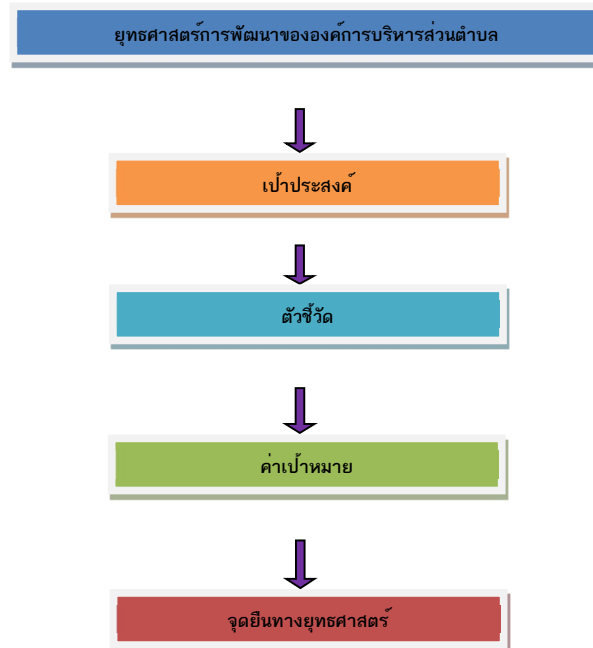 ยุทธศาสตร์การพัฒนาขององค์การบริหารส่วนตำบล
เป้าประสงค์
ตัวชี้วัด
ค่าเป้าหมาย
จุดยืนทางยุทธศาสตร์